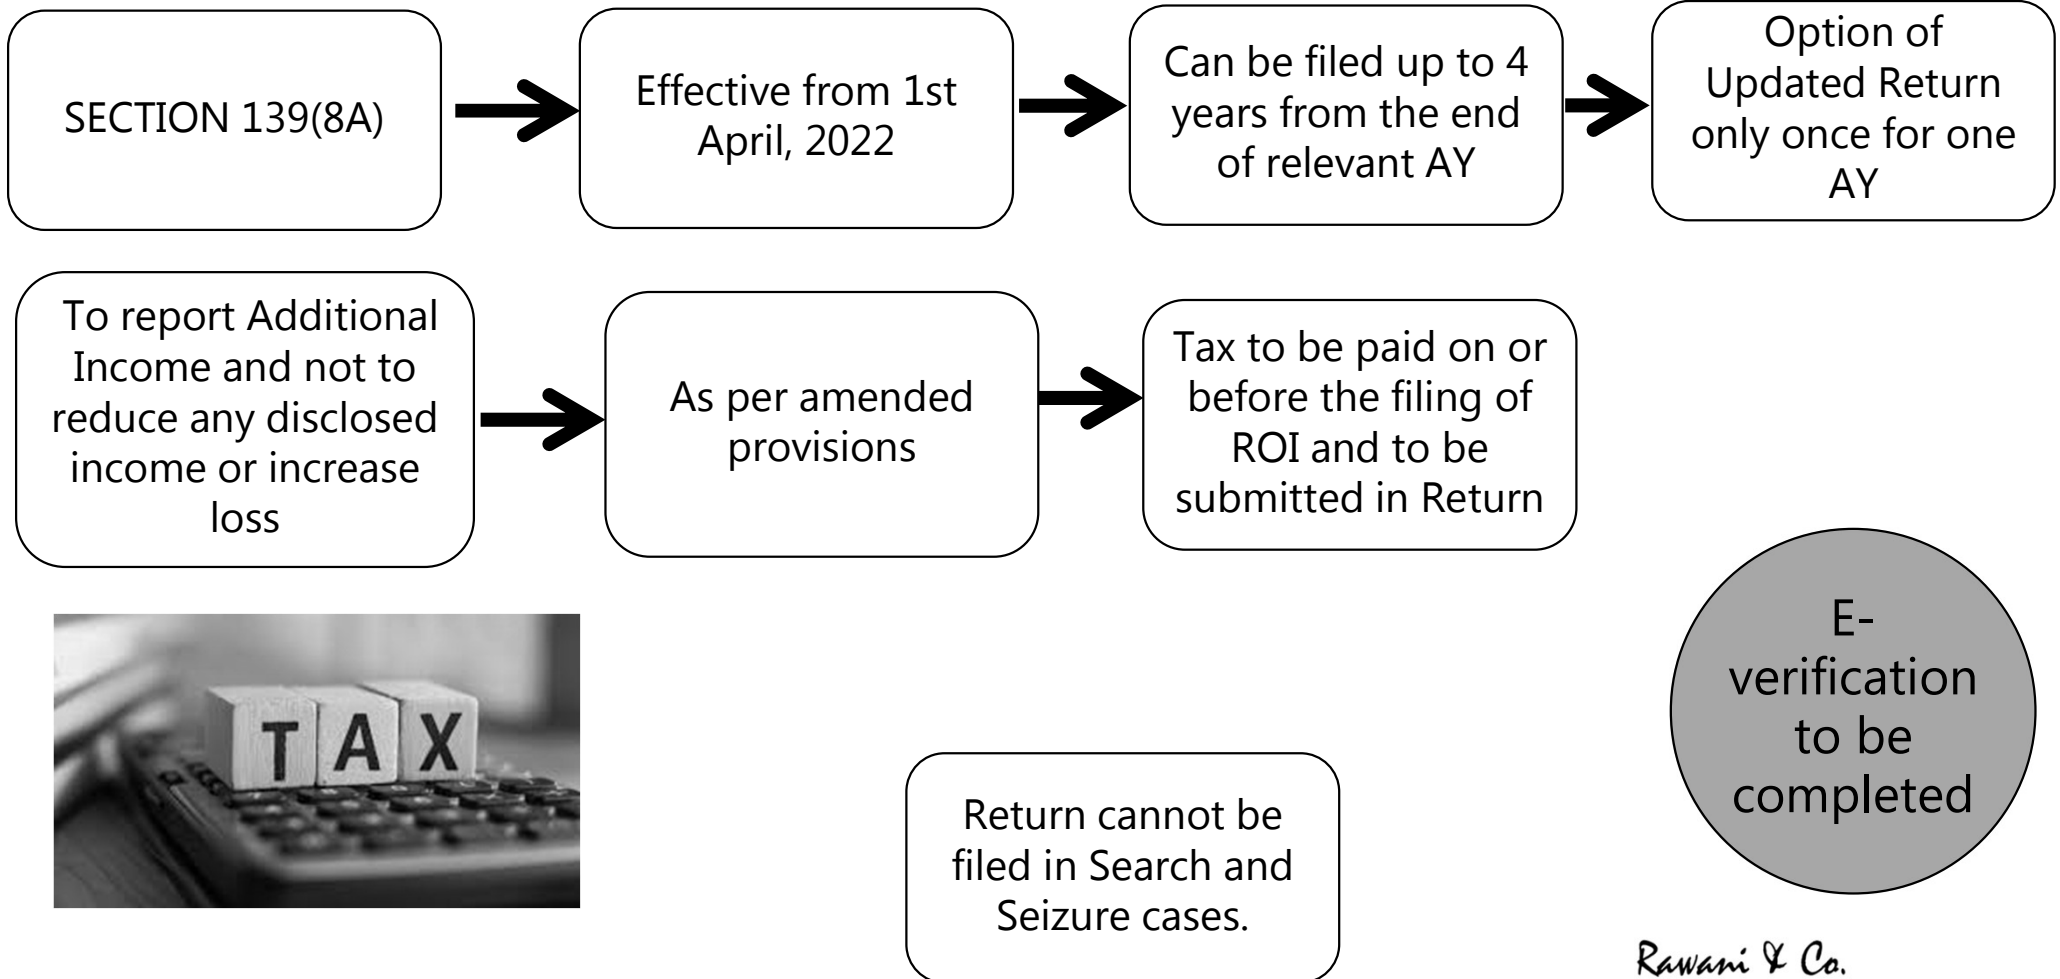 SECTION 139(8A)
Effective from 1st
April, 2022
Can be filed up to 4
years from the end
of relevant AY
Option of
Updated Return
only once for one
AY
To report Additional
Income and not to
reduce any disclosed
income or increase
loss
As per amended
provisions
Tax to be paid on or
before the filing of
ROI and to be
submitted in Return
TAX
E-
verification
to be
completed
Return cannot be
filed in Search and
Seizure cases.
Rawani & Co.